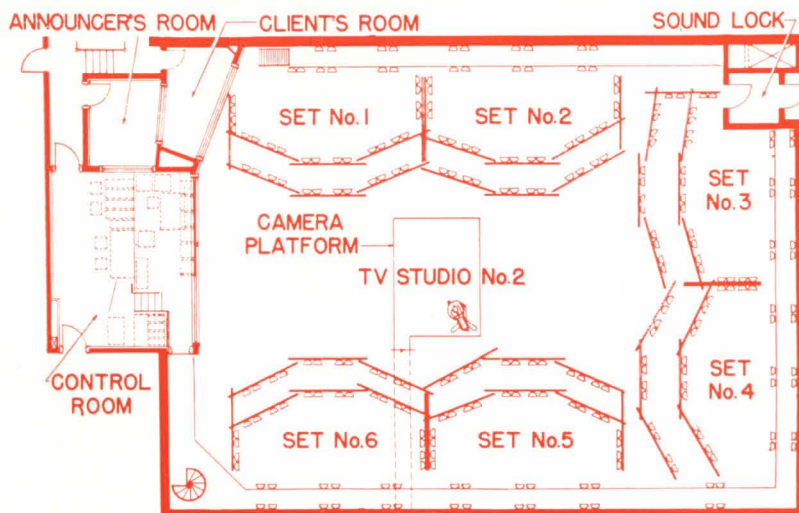 ANNOUNCER'S ROOM
CLIENT'S ROOM
SOUND LOCK
SET No.1
SET No.2
SET
No.3
CAMERA
PLATFORM
TV STUDIO No.2
SET
No.4
CONTROL
ROOM
SET No.6
SET No.5